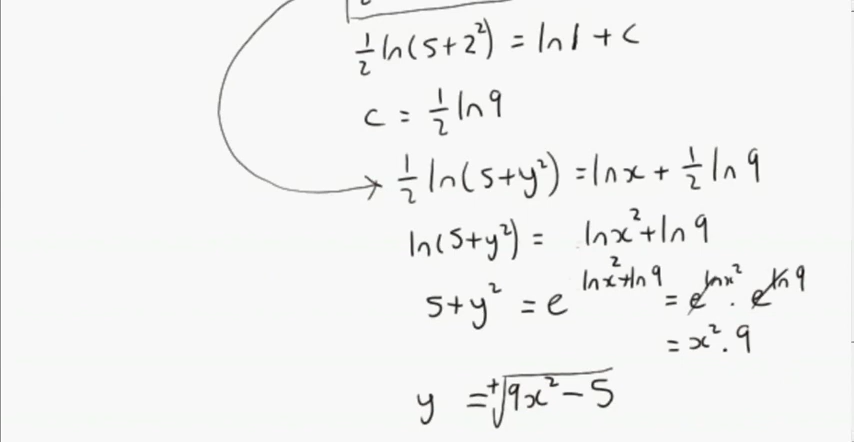 ½ ln(5+2²) = ln1 + c
c = ½ ln9
½ ln(5+y²) = lnx + ½ ln9
ln(5+y²) = lnx²+ln9
5+y² = e^(lnx²+ln9) = e^(lnx²) . e^(ln9)
= x².9
y = +√(9x²−5)